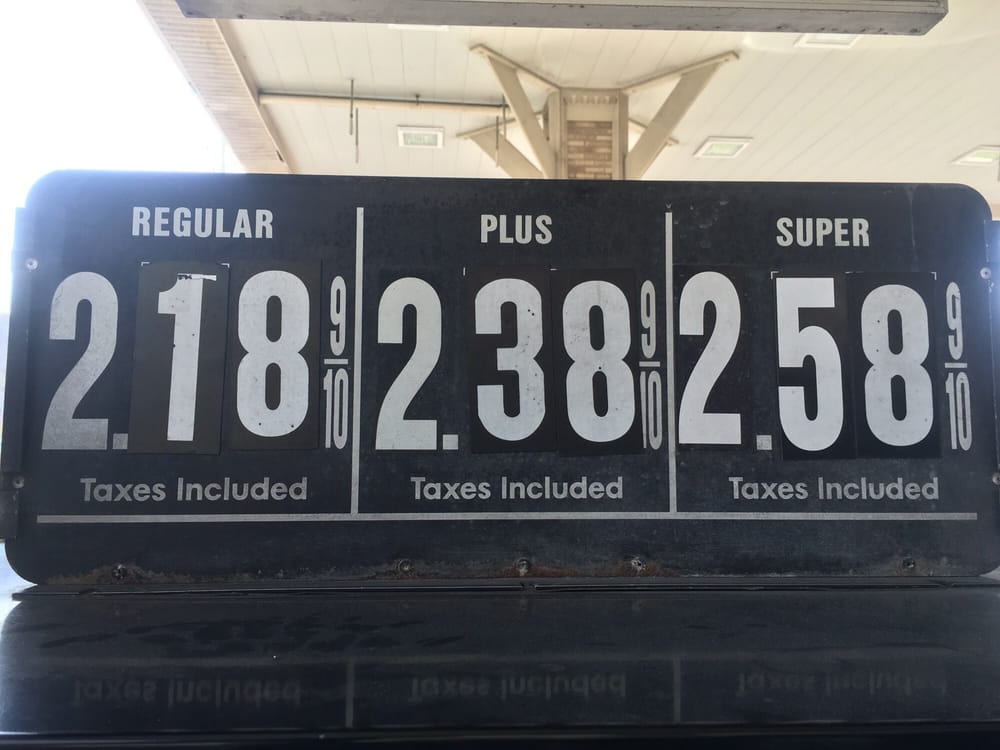 REGULAR PLUS SUPER
2.18 9/10 2.38 9/10 2.58 9/10
Taxes Included Taxes Included Taxes Included